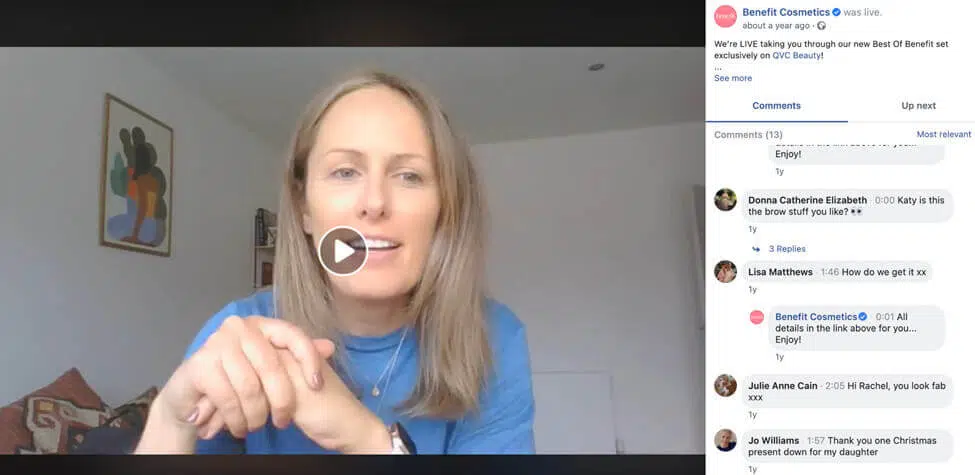 Benefit Cosmetics was live.
about a year ago ·
We're LIVE taking you through our new Best Of Benefit set
exclusively on QVC Beauty!
...
See more
Comments
Up next
Comments (13)
Most relevant
details in the link above for you...
Enjoy!
1y
Donna Catherine Elizabeth · 0:00 Katy is this
the brow stuff you like? 👀
1y
3 Replies
Lisa Matthews · 1:46 How do we get it xx
1y
Benefit Cosmetics · 0:01 All
details in the link above for you...
Enjoy!
1y
Julie Anne Cain · 2:05 Hi Rachel, you look fab
xxx
1y
Jo Williams · 1:57 Thank you one Christmas
present down for my daughter
1y